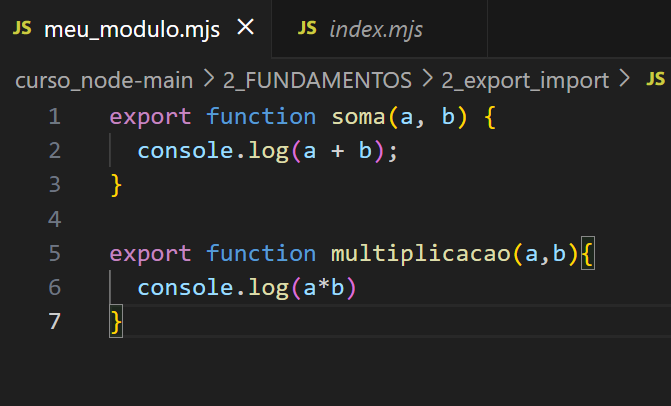 JS meu_modulo.mjs × JS index.mjs
curso_node-main > 2_FUNDAMENTOS > 2_export_import > JS
1 export function soma(a, b) {
2   console.log(a + b);
3 }
4
5 export function multiplicacao(a,b){
6   console.log(a*b)
7 }